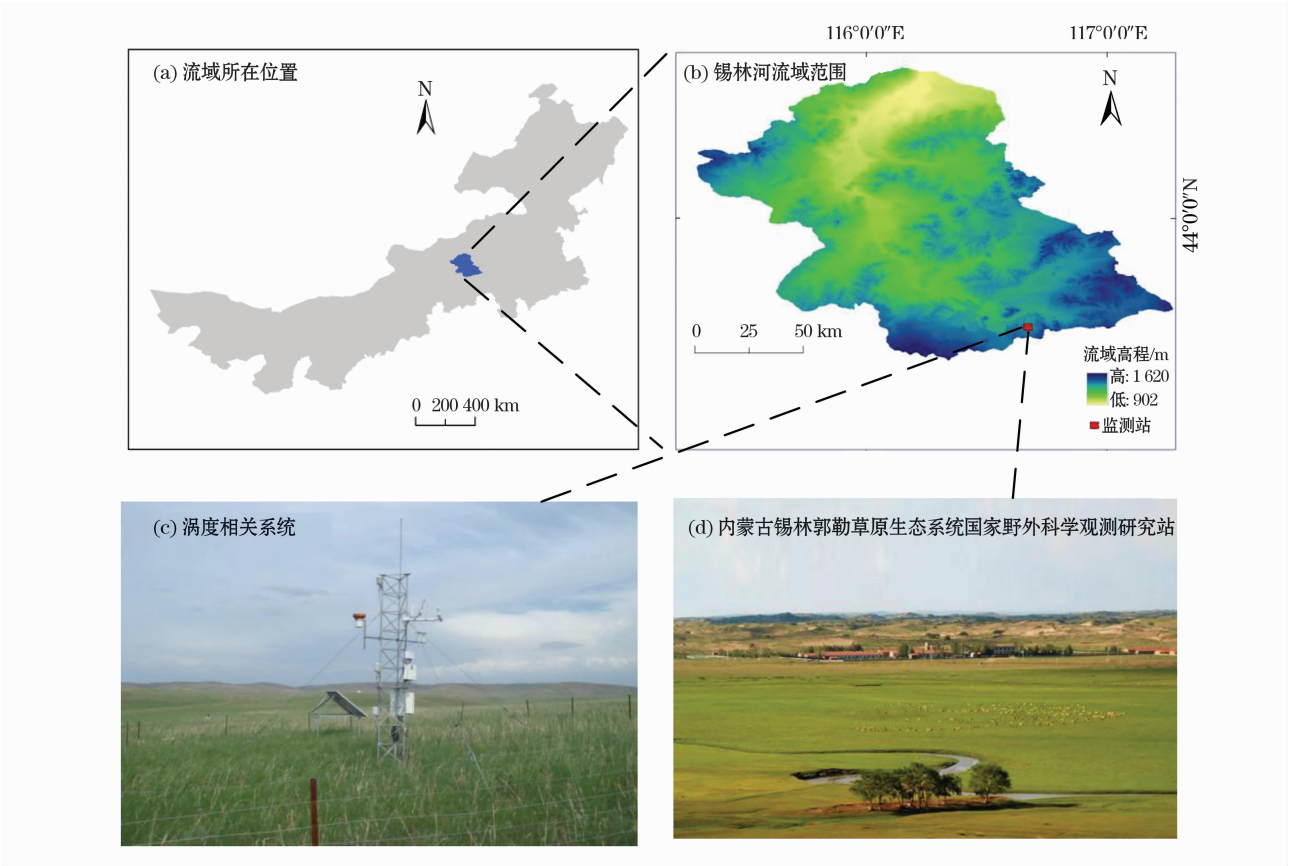 116°0′0″E
117°0′0″E
(a) 流域所在位置
N
0 200 400 km
(b) 锡林河流域范围
N
44°0′0″N
0 25 50 km
流域高程/m
高: 1 620
低: 902
监测站
(c) 涡度相关系统
(d) 内蒙古锡林郭勒草原生态系统国家野外科学观测研究站